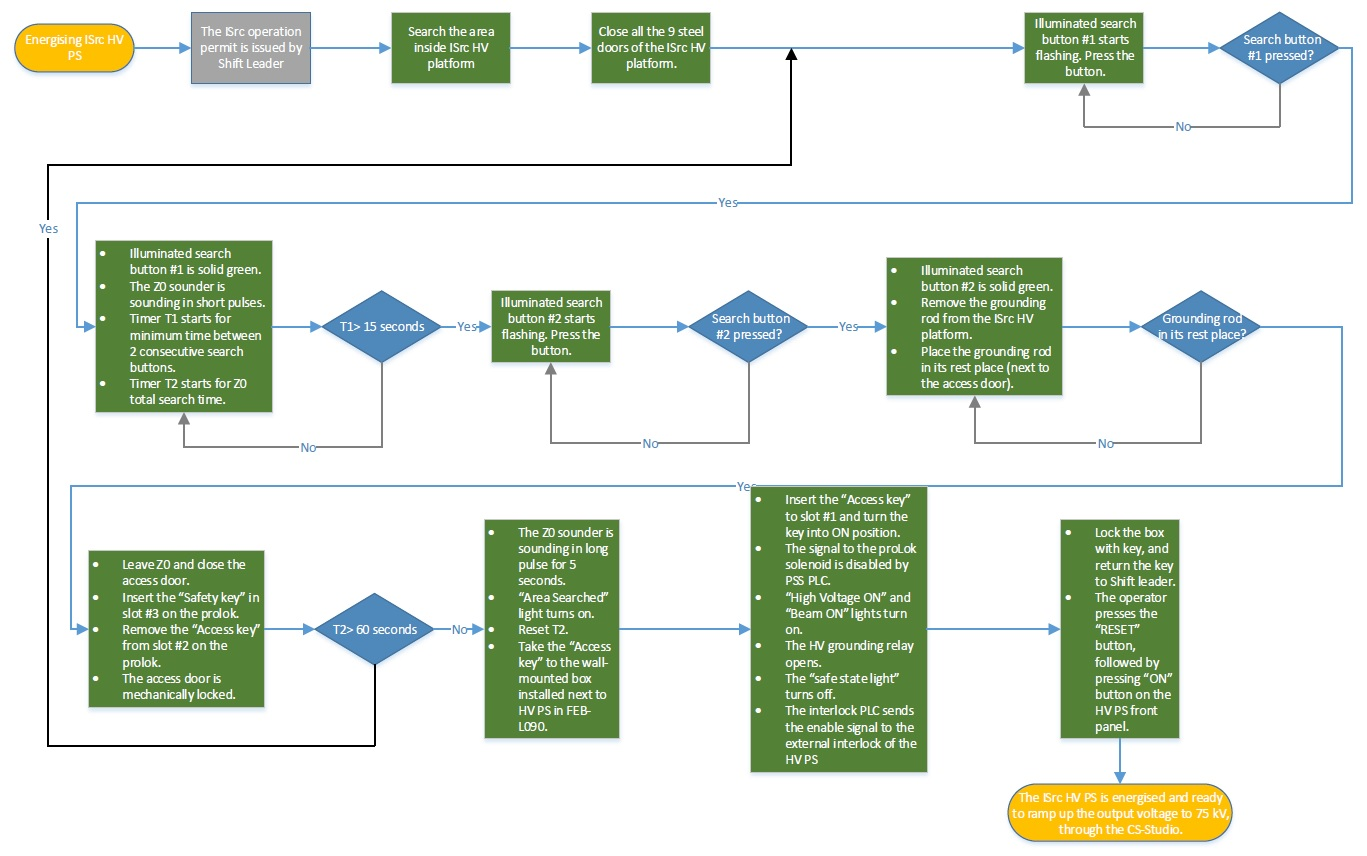 Energising ISrc HV
PS
The ISrc operation
permit is issued by
Shift Leader
Search the area
inside ISrc HV
platform
Close all the 9 steel
doors of the ISrc HV
platform.
Illuminated search
button #1 starts
flashing. Press the
button.
Search button
#1 pressed?
No
Yes
Yes
• Illuminated search
button #1 is solid green.
• The Z0 sounder is
sounding in short pulses.
• Timer T1 starts for
minimum time between
2 consecutive search
buttons.
• Timer T2 starts for Z0
total search time.
T1> 15 seconds
Yes
No
Illuminated search
button #2 starts
flashing. Press the
button.
Search button
#2 pressed?
Yes
No
• Illuminated search
button #2 is solid green.
• Remove the grounding
rod from the ISrc HV
platform.
• Place the grounding rod
in its rest place (next to
the access door).
Grounding rod
in its rest place?
No
Yes
• Leave Z0 and close the
access door.
• Insert the “Safety key” in
slot #3 on the prolok.
• Remove the “Access key”
from slot #2 on the
prolok.
• The access door is
mechanically locked.
T2> 60 seconds
No
• The Z0 sounder is
sounding in long
pulse for 5
seconds.
• “Area Searched”
light turns on.
• Reset T2.
• Take the “Access
key” to the wall-
mounted box
installed next to
HV PS in FEB-
L090.
• Insert the “Access key”
to slot #1 and turn the
key into ON position.
• The signal to the proLok
solenoid is disabled by
PSS PLC.
• “High Voltage ON” and
“Beam ON” lights turn
on.
• The HV grounding relay
opens.
• The “safe state light”
turns off.
• The interlock PLC sends
the enable signal to the
external interlock of the
HV PS
• Lock the box
with key, and
return the key
to Shift leader.
• The operator
presses the
“RESET”
button,
followed by
pressing “ON”
button on the
HV PS front
panel.
The ISrc HV PS is energised and ready
to ramp up the output voltage to 75 kV,
through the CS-Studio.